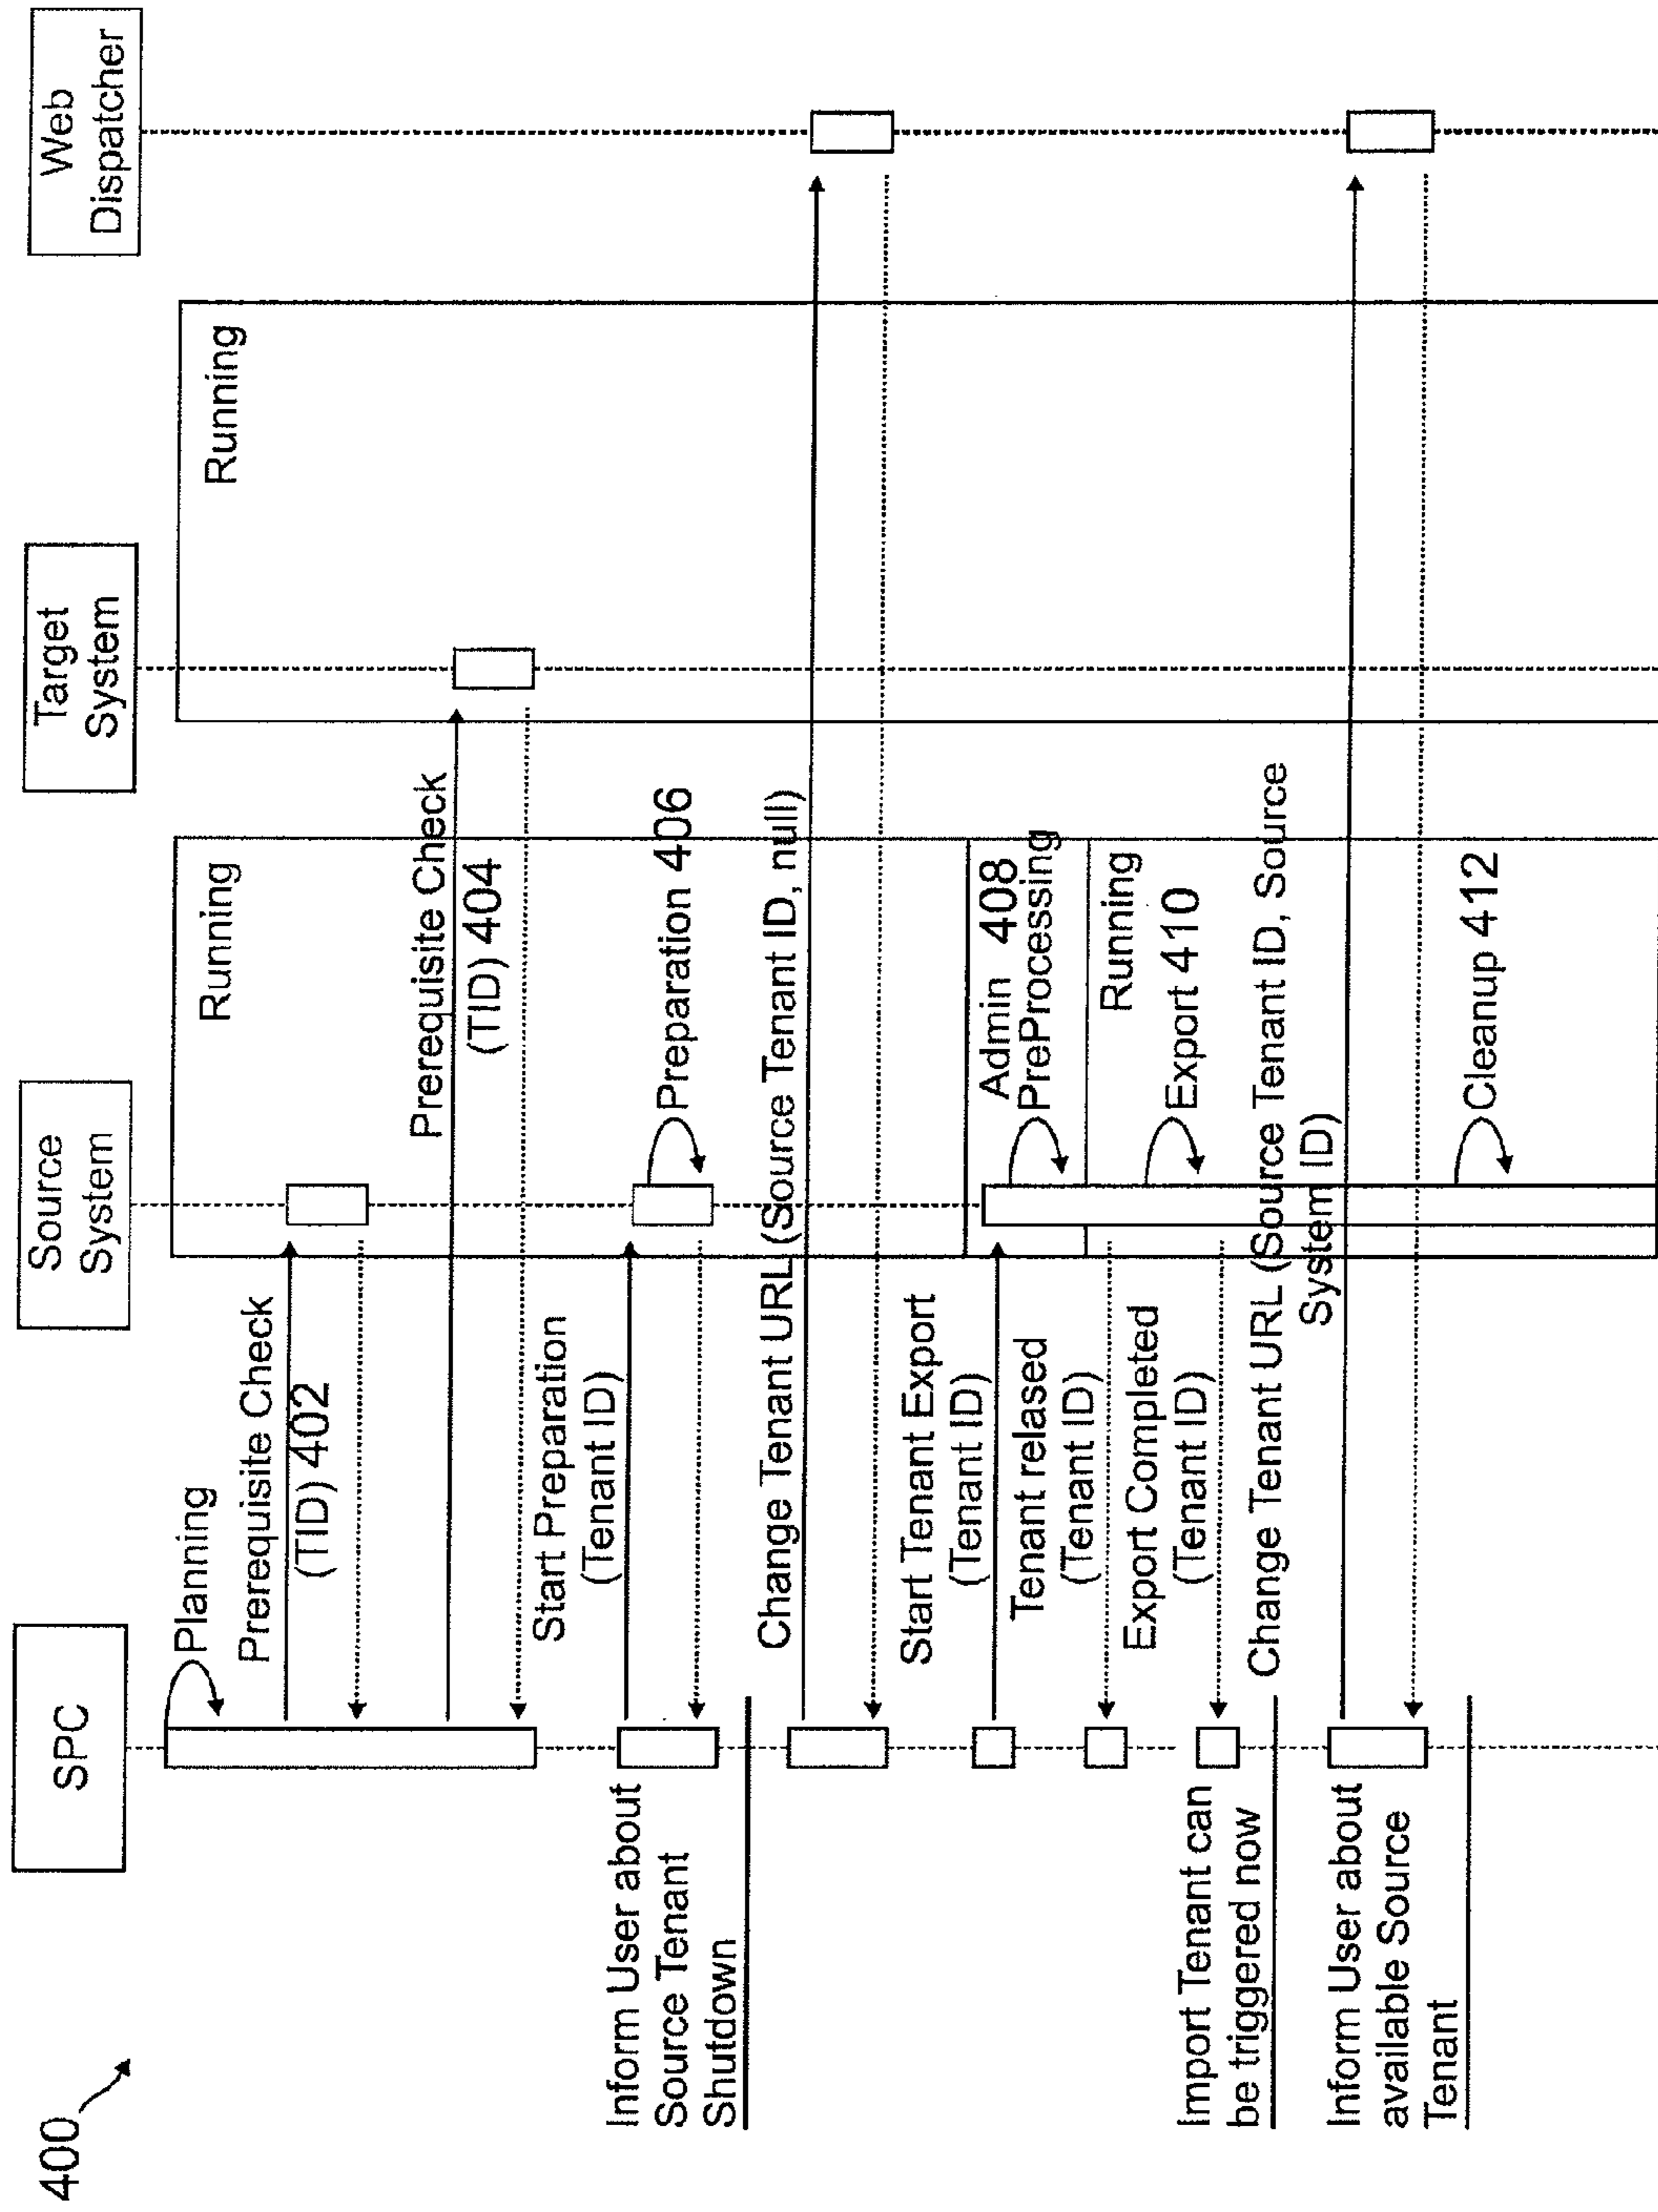 400
SPC
Source
System
Target
System
Web
Dispatcher
Planning
Running
Running
Prerequisite Check
(TID) 402
Prerequisite Check
(TID) 404
Start Preparation
(Tenant ID)
Preparation 406
Inform User about
Source Tenant
Shutdown
Change Tenant URL (Source Tenant ID, null)
Start Tenant Export
(Tenant ID)
Admin 408
PreProcessing
Tenant relased
(Tenant ID)
Running
Export 410
Export Completed
(Tenant ID)
Import Tenant can
be triggered now
Change Tenant URL (Source Tenant ID, Source
System ID)
Inform User about
available Source
Tenant
Cleanup 412